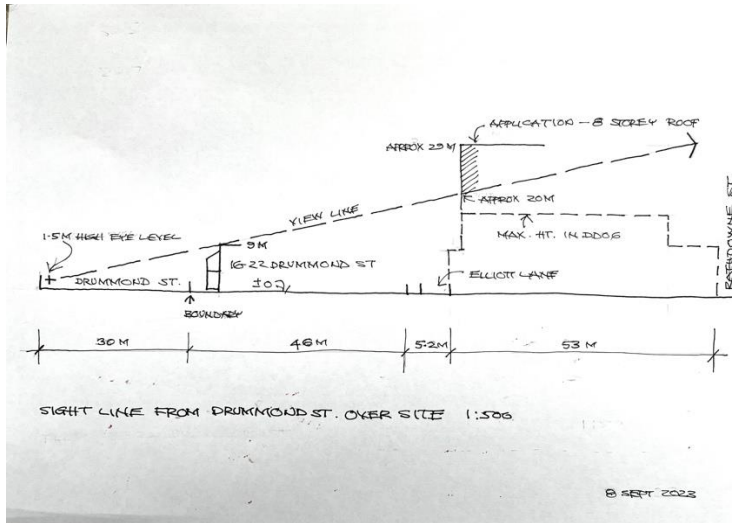 APPLICATION - 8 STOREY ROOF
APPROX 29 M
APPROX 20M
VIEW LINE
MAX. HT. IN DDO6
1.5M HIGH EYE LEVEL
9M
16-22 DRUMMOND ST
DRUMMOND ST.
ELLIOTT LANE
RATHDOWNE ST
BOUNDARY
30 M
46 M
5.2M
53 M
SIGHT LINE FROM DRUMMOND ST. OVER SITE 1:500
8 SEPT 2023